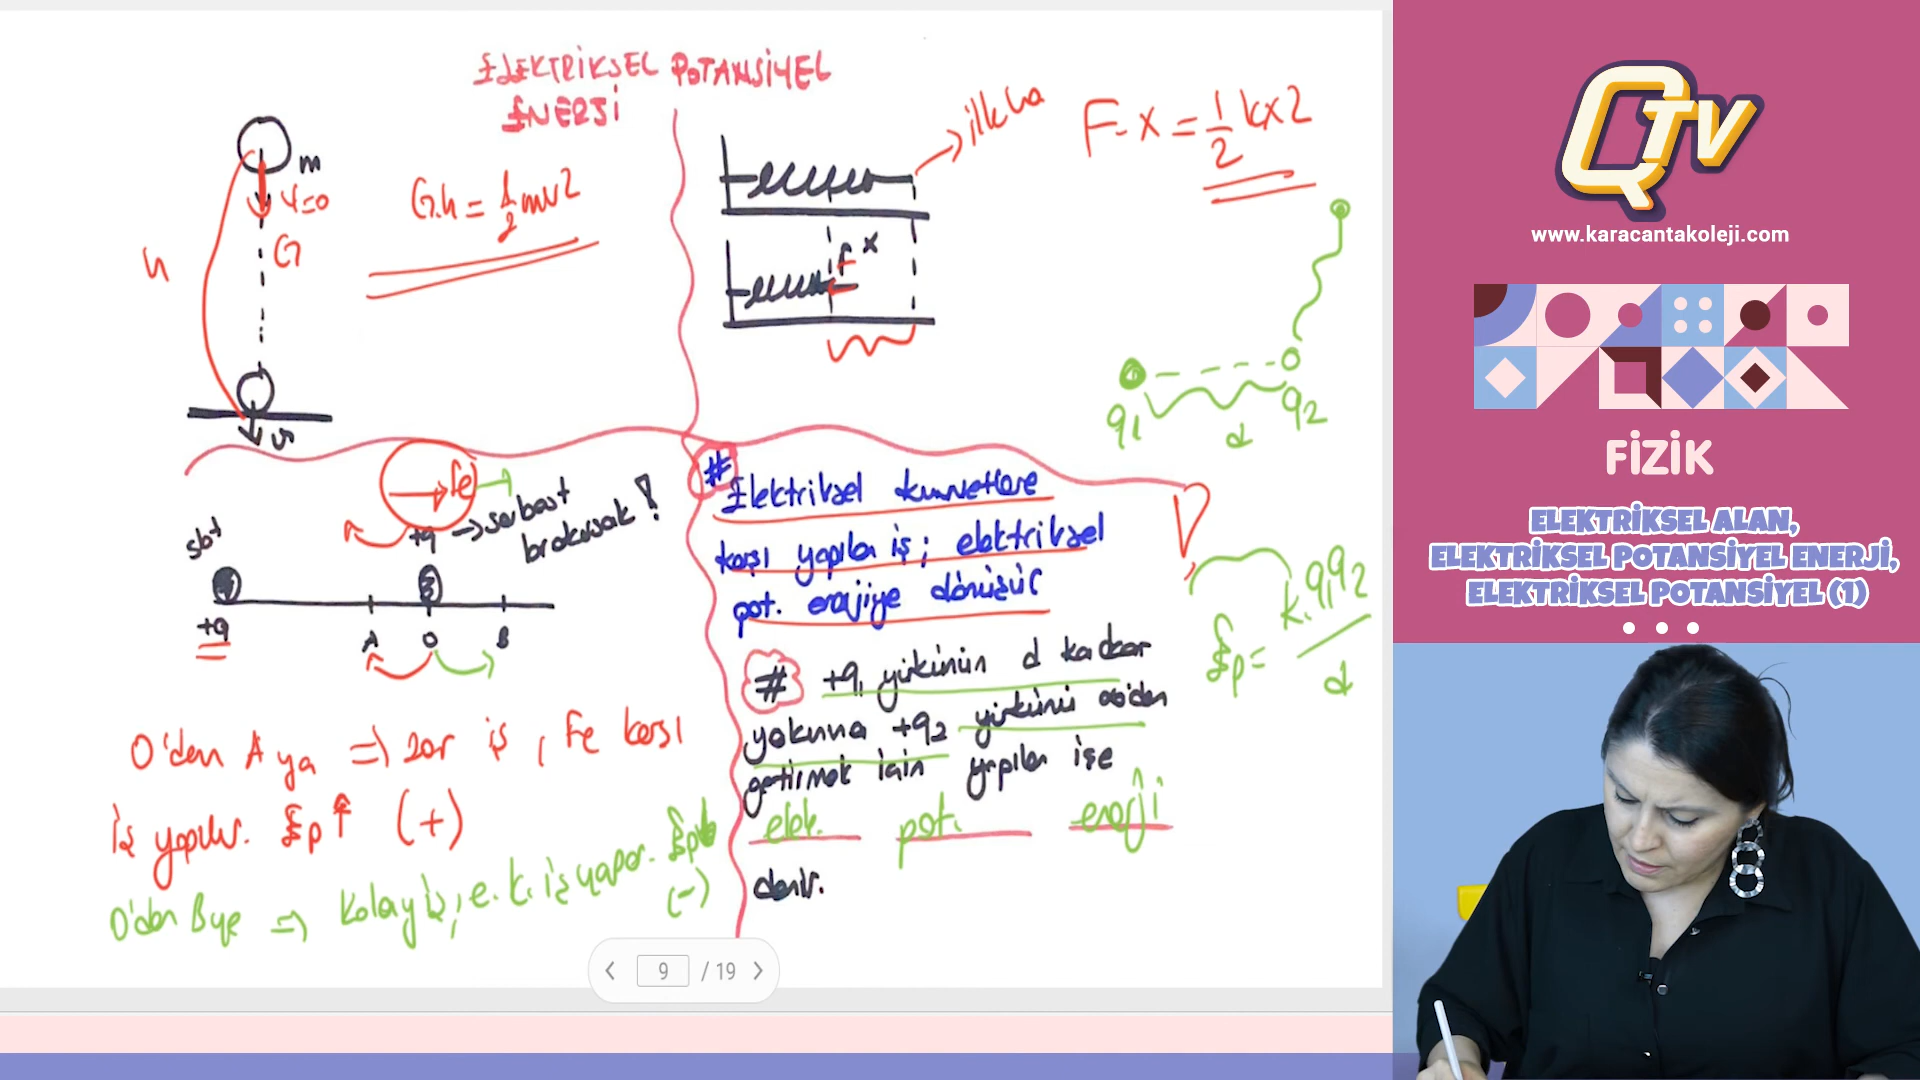 ELEKTRİKSEL POTANSİYEL
ENERJİ
m
V=0
G
h
G.h = 1/2 mv2
v
ilk ha
F-x = 1/2 kx2
F x
q1
d
q2
sbt
Fe
+q → serbest
bırakırsak!
+q
A O B
O'dan A ya => zor iş, Fe karşı
iş yapılır. Ep↑ (+)
O'dan B ye => Kolay iş; e.k. iş yapar. Ep↓
(-)
# Elektriksel kuvvetlere
karşı yapılan iş; elektriksel
pot. enerjiye dönüşür
# +q1 yükünün d kadar
yakınına +q2 yükünü ∞'dan
getirmek için yapılan işe
elek. pot. enerji
denir.
Ep= k.q1q2
d
9 / 19
QTV
www.karacantakoleji.com
FİZİK
ELEKTRİKSEL ALAN,
ELEKTRİKSEL POTANSİYEL ENERJİ,
ELEKTRİKSEL POTANSİYEL (1)